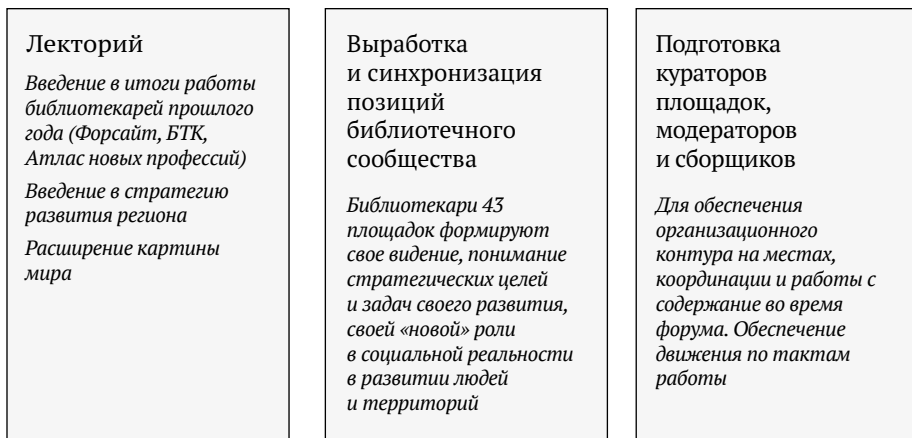 Лекторий
Введение в итоги работы
библиотекарей прошлого
года (Форсайт, БТК,
Атлас новых профессий)
Введение в стратегию
развития региона
Расширение картины
мира
Выработка
и синхронизация
позиций
библиотечного
сообщества
Библиотекари 43
площадок формируют
свое видение, понимание
стратегических целей
и задач своего развития,
своей «новой» роли
в социальной реальности
в развитии людей
и территорий
Подготовка
кураторов
площадок,
модераторов
и сборщиков
Для обеспечения
организационного
контура на местах,
координации и работы с
содержание во время
форума. Обеспечение
движения по тактам
работы